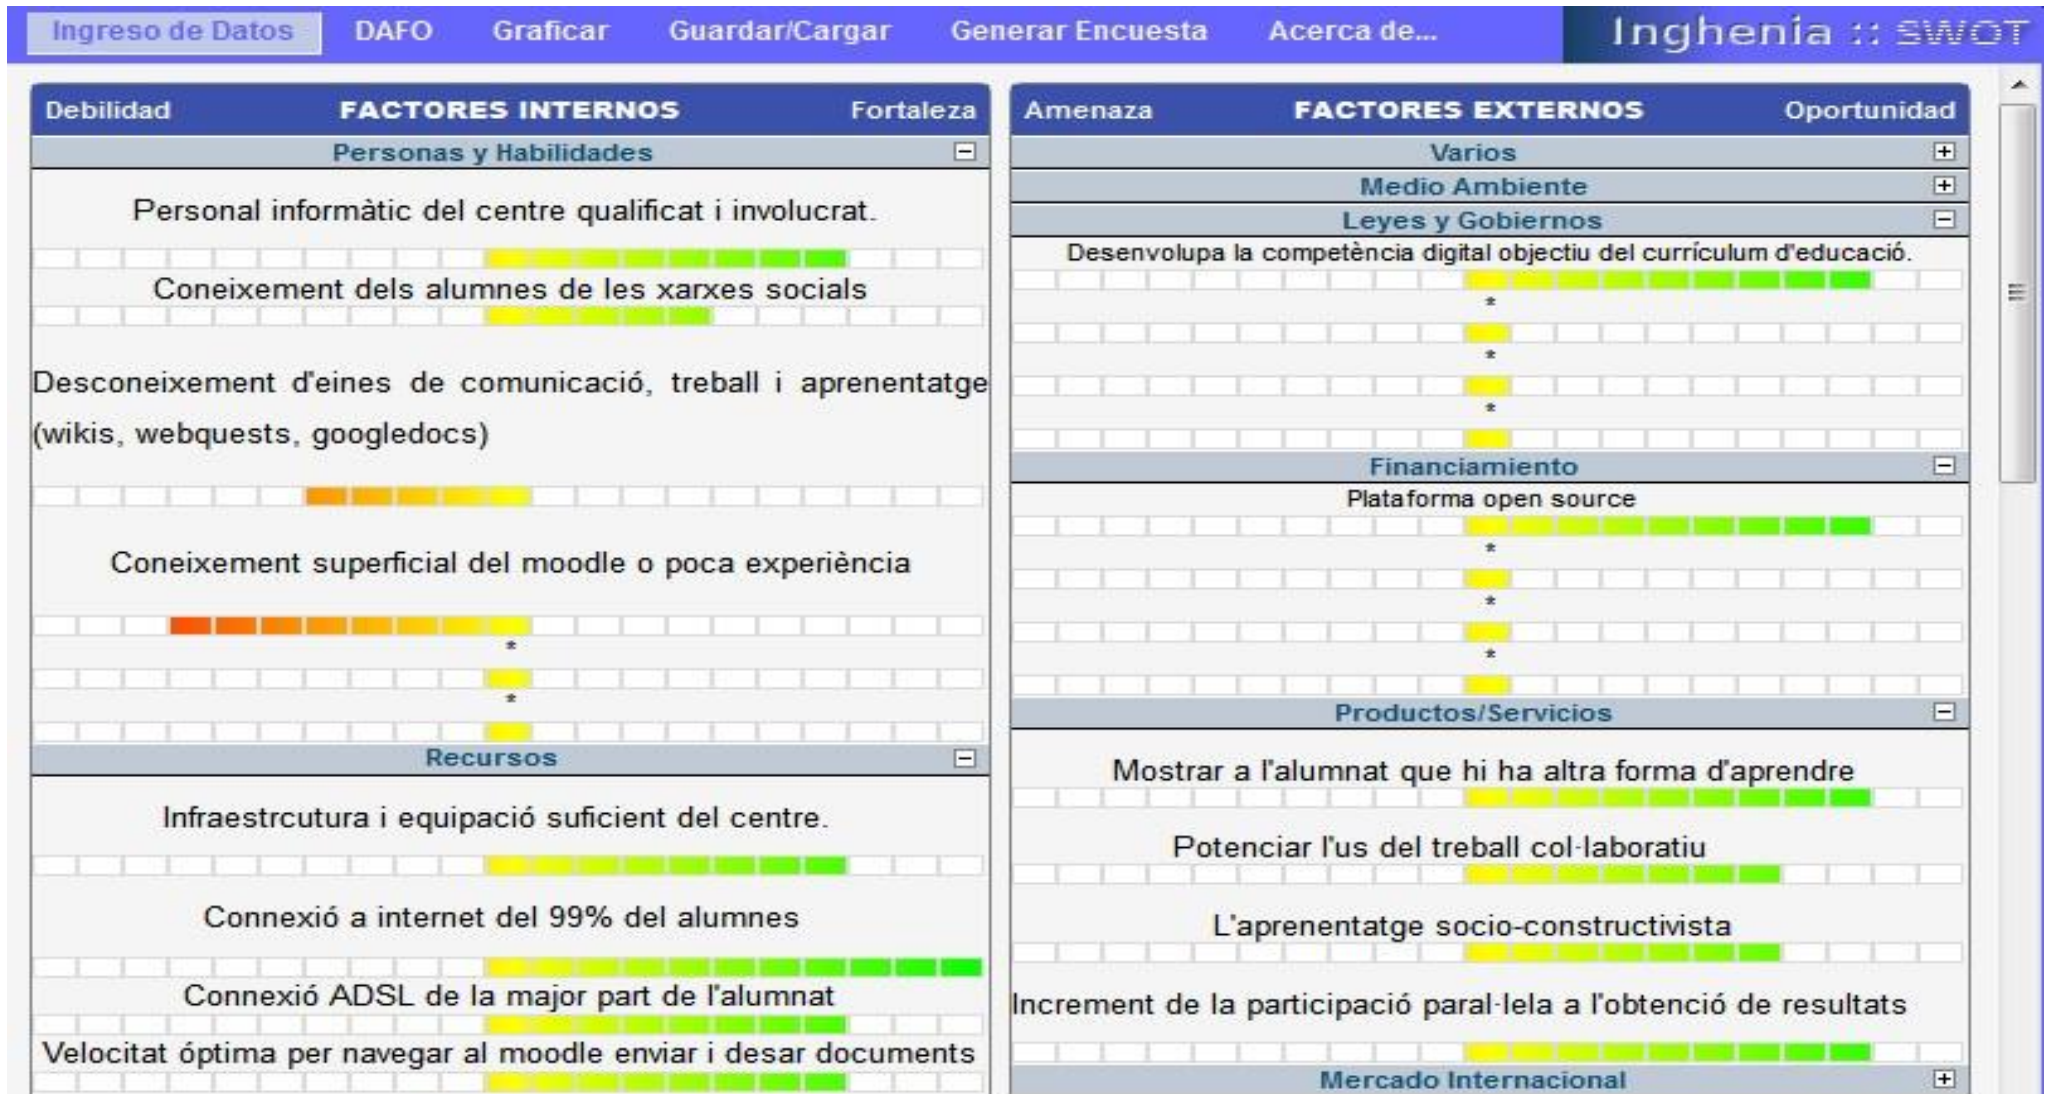 Ingreso de Datos DAFO Graficar Guardar/Cargar Generar Encuesta Acerca de... Inghenia :: SWOT
Debilidad FACTORES INTERNOS Fortaleza
Personas y Habilidades
Personal informàtic del centre qualificat i involucrat.
Coneixement dels alumnes de les xarxes socials
Desconeixement d'eines de comunicació, treball i aprenentatge
(wikis, webquests, googledocs)
Coneixement superficial del moodle o poca experiència
*
*
Recursos
Infraestrcutura i equipació suficient del centre.
Connexió a internet del 99% del alumnes
Connexió ADSL de la major part de l'alumnat
Velocitat óptima per navegar al moodle enviar i desar documents
Amenaza FACTORES EXTERNOS Oportunidad
Varios
Medio Ambiente
Leyes y Gobiernos
Desenvolupa la competència digital objectiu del currículum d'educació.
*
*
*
Financiamiento
Plataforma open source
*
*
*
Productos/Servicios
Mostrar a l'alumnat que hi ha altra forma d'aprendre
Potenciar l'us del treball col·laboratiu
L'aprenentatge socio-constructivista
Increment de la participació paral·lela a l'obtenció de resultats
Mercado Internacional